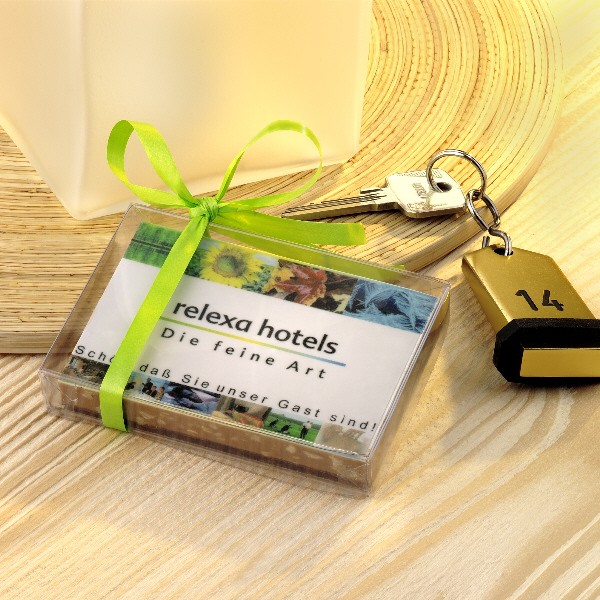 relexa hotels
Die feine Art
Schön, daß Sie unser Gast sind!
14